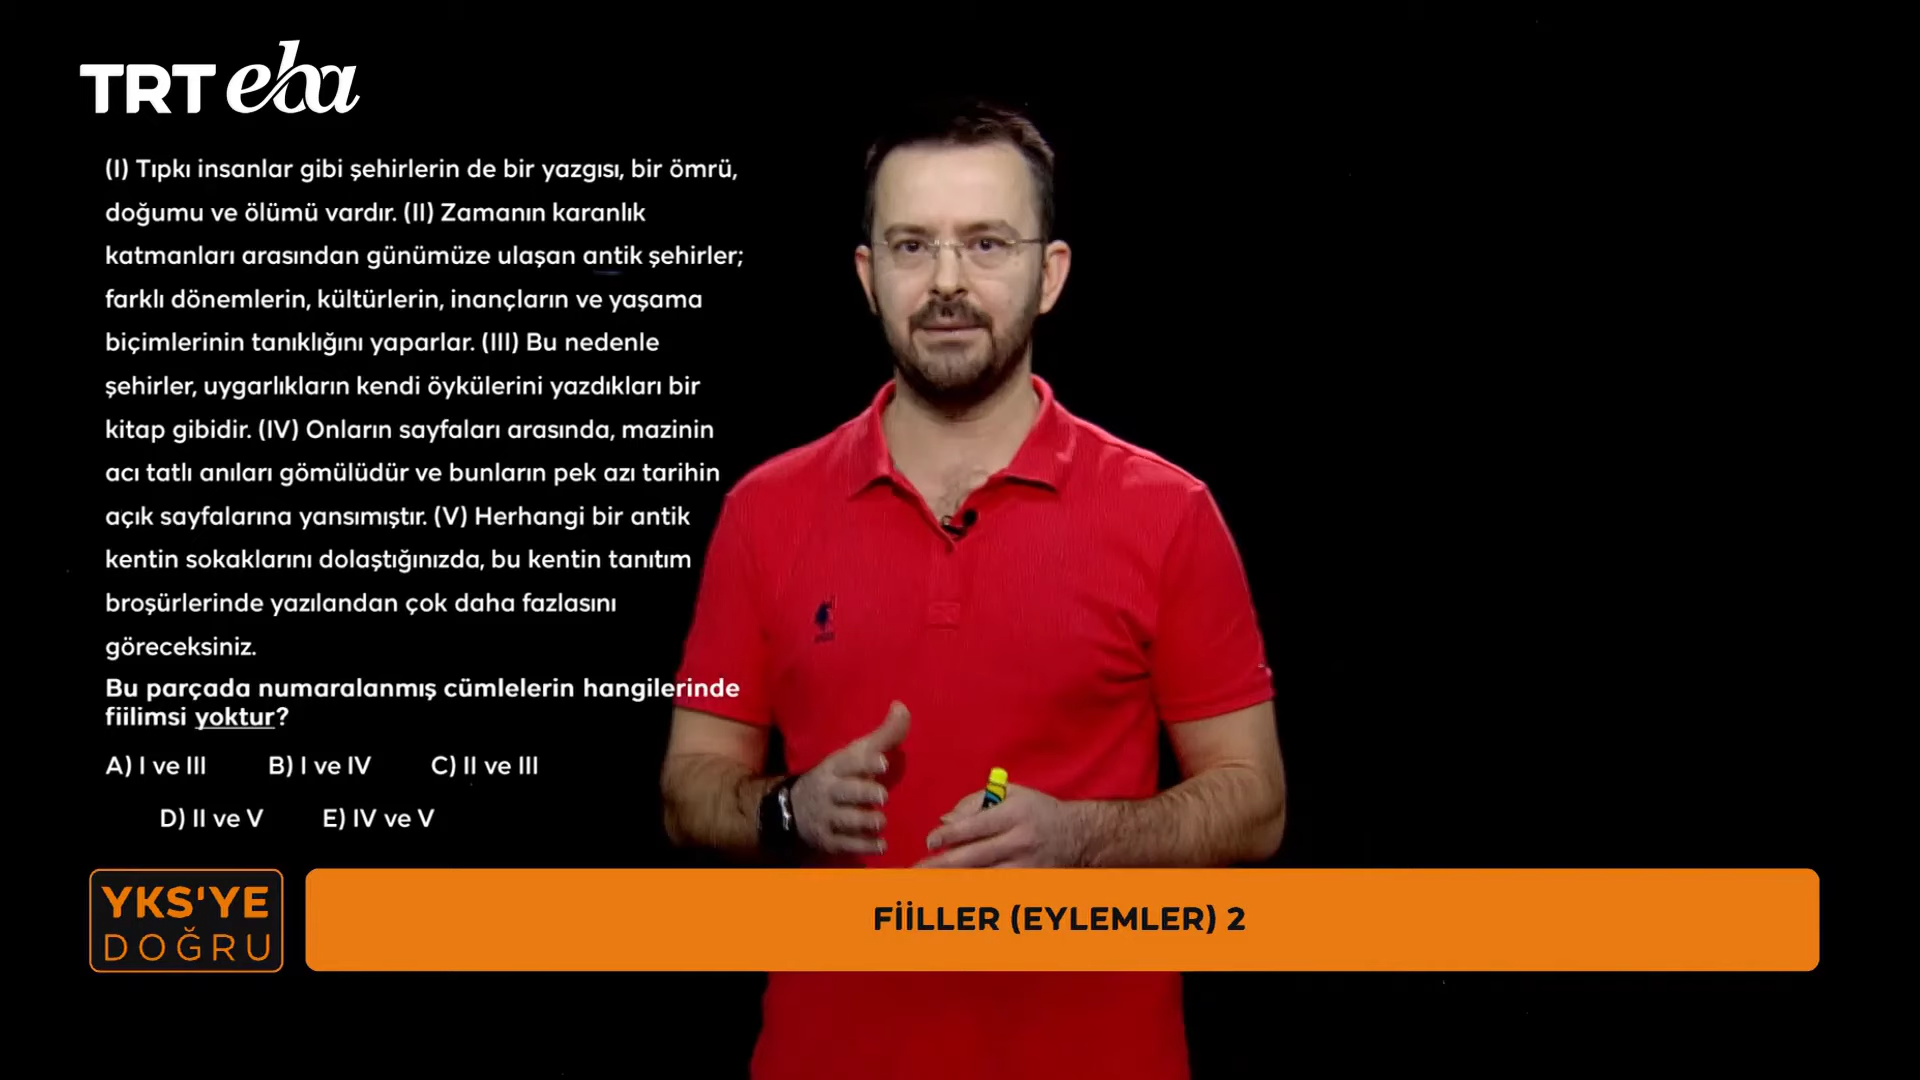 TRT eba
(I) Tıpkı insanlar gibi şehirlerin de bir yazgısı, bir ömrü,
doğumu ve ölümü vardır. (II) Zamanın karanlık
katmanları arasından günümüze ulaşan antik şehirler;
farklı dönemlerin, kültürlerin, inançların ve yaşama
biçimlerinin tanıklığını yaparlar. (III) Bu nedenle
şehirler, uygarlıkların kendi öykülerini yazdıkları bir
kitap gibidir. (IV) Onların sayfaları arasında, mazinin
acı tatlı anıları gömülüdür ve bunların pek azı tarihin
açık sayfalarına yansımıştır. (V) Herhangi bir antik
kentin sokaklarını dolaştığınızda, bu kentin tanıtım
broşürlerinde yazılandan çok daha fazlasını
göreceksiniz.
Bu parçada numaralanmış cümlelerin hangilerinde
fiilimsi yoktur?
A) I ve III B) I ve IV C) II ve III
D) II ve V E) IV ve V
YKS'YE
DOĞRU
FİİLLER (EYLEMLER) 2